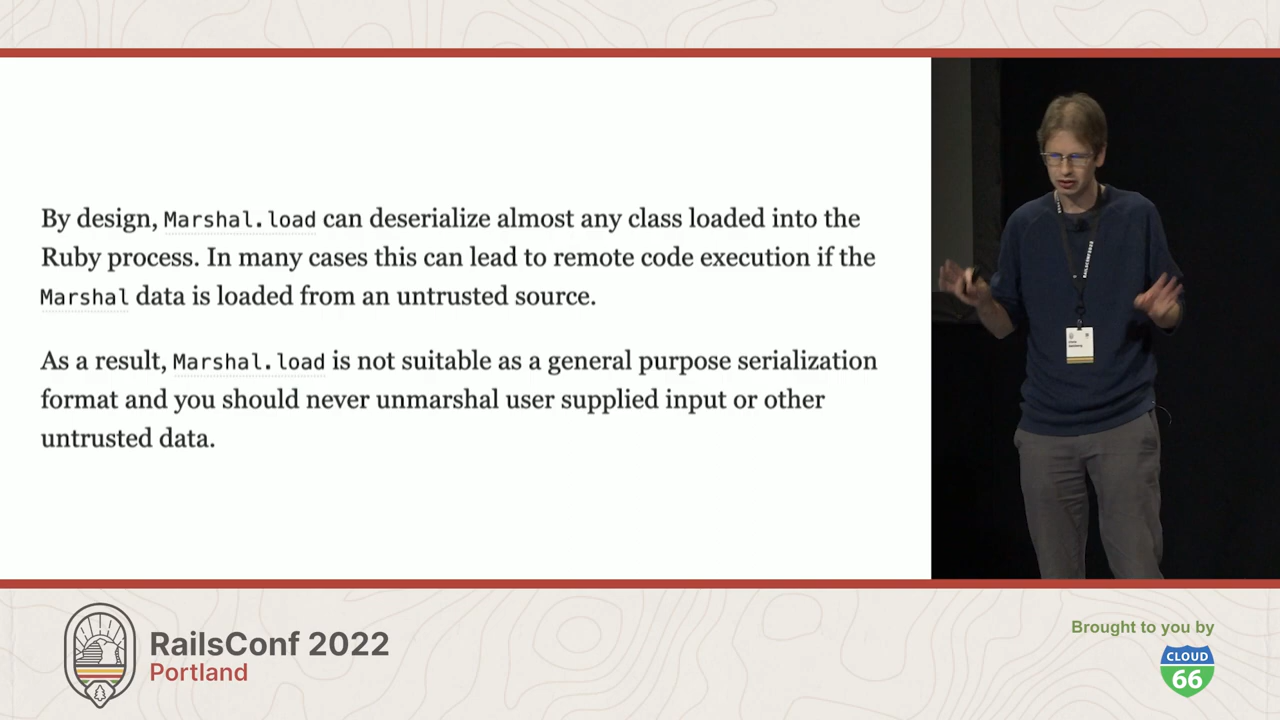 By design, Marshal.load can deserialize almost any class loaded into the
Ruby process. In many cases this can lead to remote code execution if the
Marshal data is loaded from an untrusted source.
As a result, Marshal.load is not suitable as a general purpose serialization
format and you should never unmarshal user supplied input or other
untrusted data.
RailsConf 2022
Portland
Brought to you by
CLOUD
66